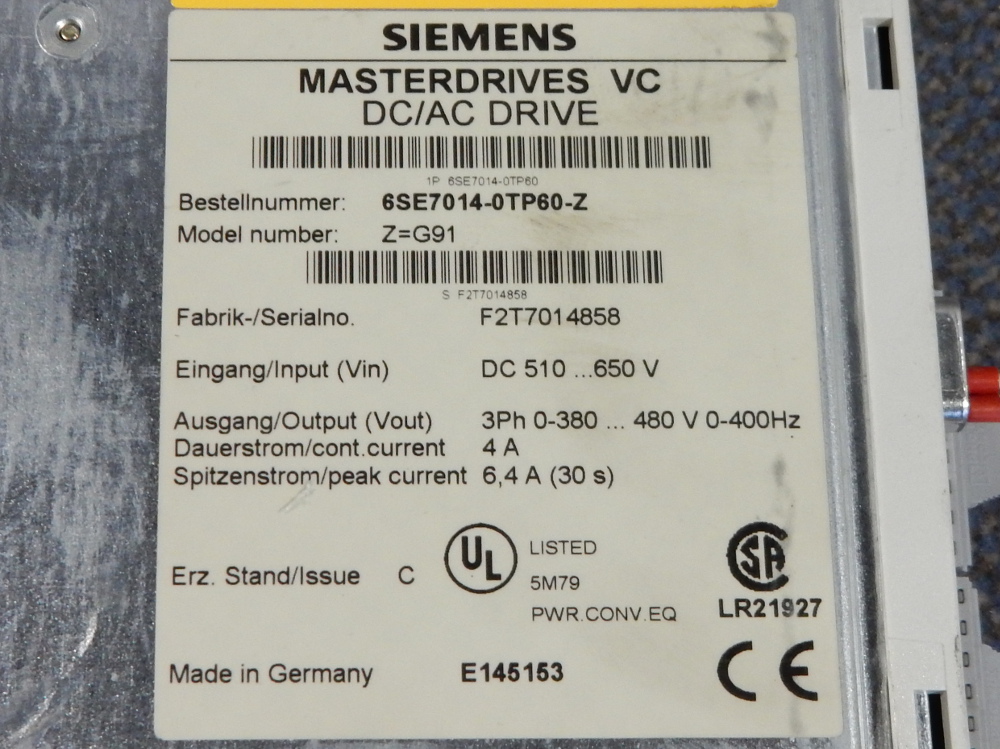 SIEMENS
MASTERDRIVES VC
DC/AC DRIVE
1P 6SE7014-0TP60
Bestellnummer: 6SE7014-0TP60-Z
Model number: Z=G91
S F2T7014858
Fabrik-/Serialno. F2T7014858
Eingang/Input (Vin) DC 510 ...650 V
Ausgang/Output (Vout) 3Ph 0-380 ... 480 V 0-400Hz
Dauerstrom/cont.current 4 A
Spitzenstrom/peak current 6,4 A (30 s)
Erz. Stand/Issue C
UL LISTED
5M79
PWR.CONV.EQ
SA
LR21927
Made in Germany E145153
CE